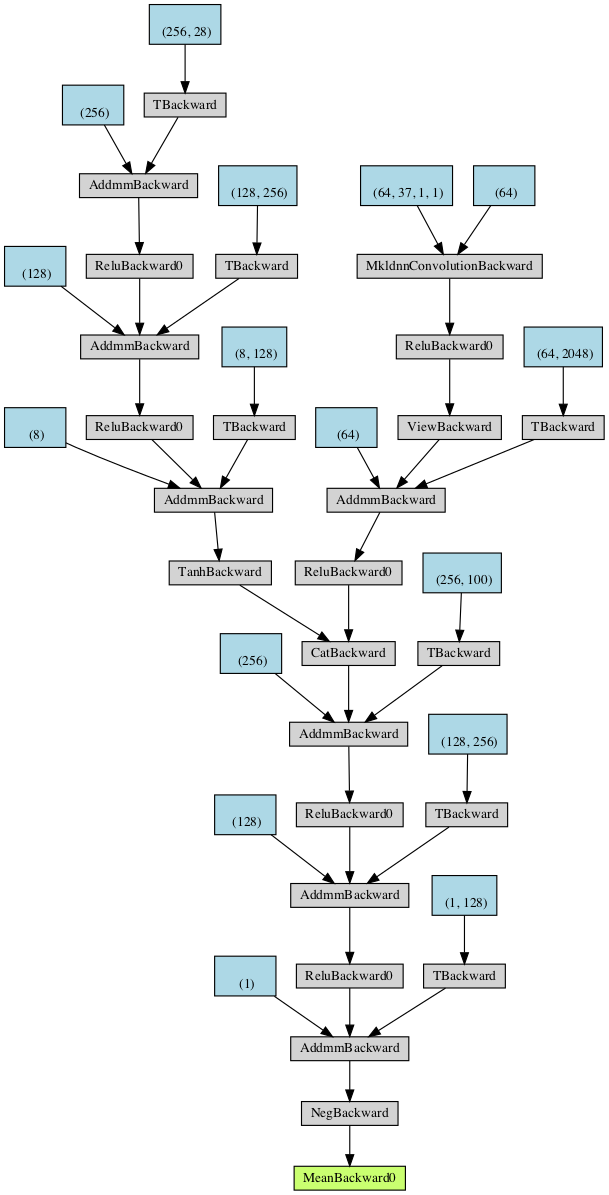 (256, 28)
(256)
TBackward
AddmmBackward
(128, 256)
(64, 37, 1, 1)
(64)
(128)
ReluBackward0
TBackward
MkldnnConvolutionBackward
AddmmBackward
(8, 128)
ReluBackward0
(64, 2048)
(8)
ReluBackward0
TBackward
(64)
ViewBackward
TBackward
AddmmBackward
AddmmBackward
TanhBackward
ReluBackward0
(256, 100)
(256)
CatBackward
TBackward
AddmmBackward
(128, 256)
(128)
ReluBackward0
TBackward
AddmmBackward
(1, 128)
(1)
ReluBackward0
TBackward
AddmmBackward
NegBackward
MeanBackward0